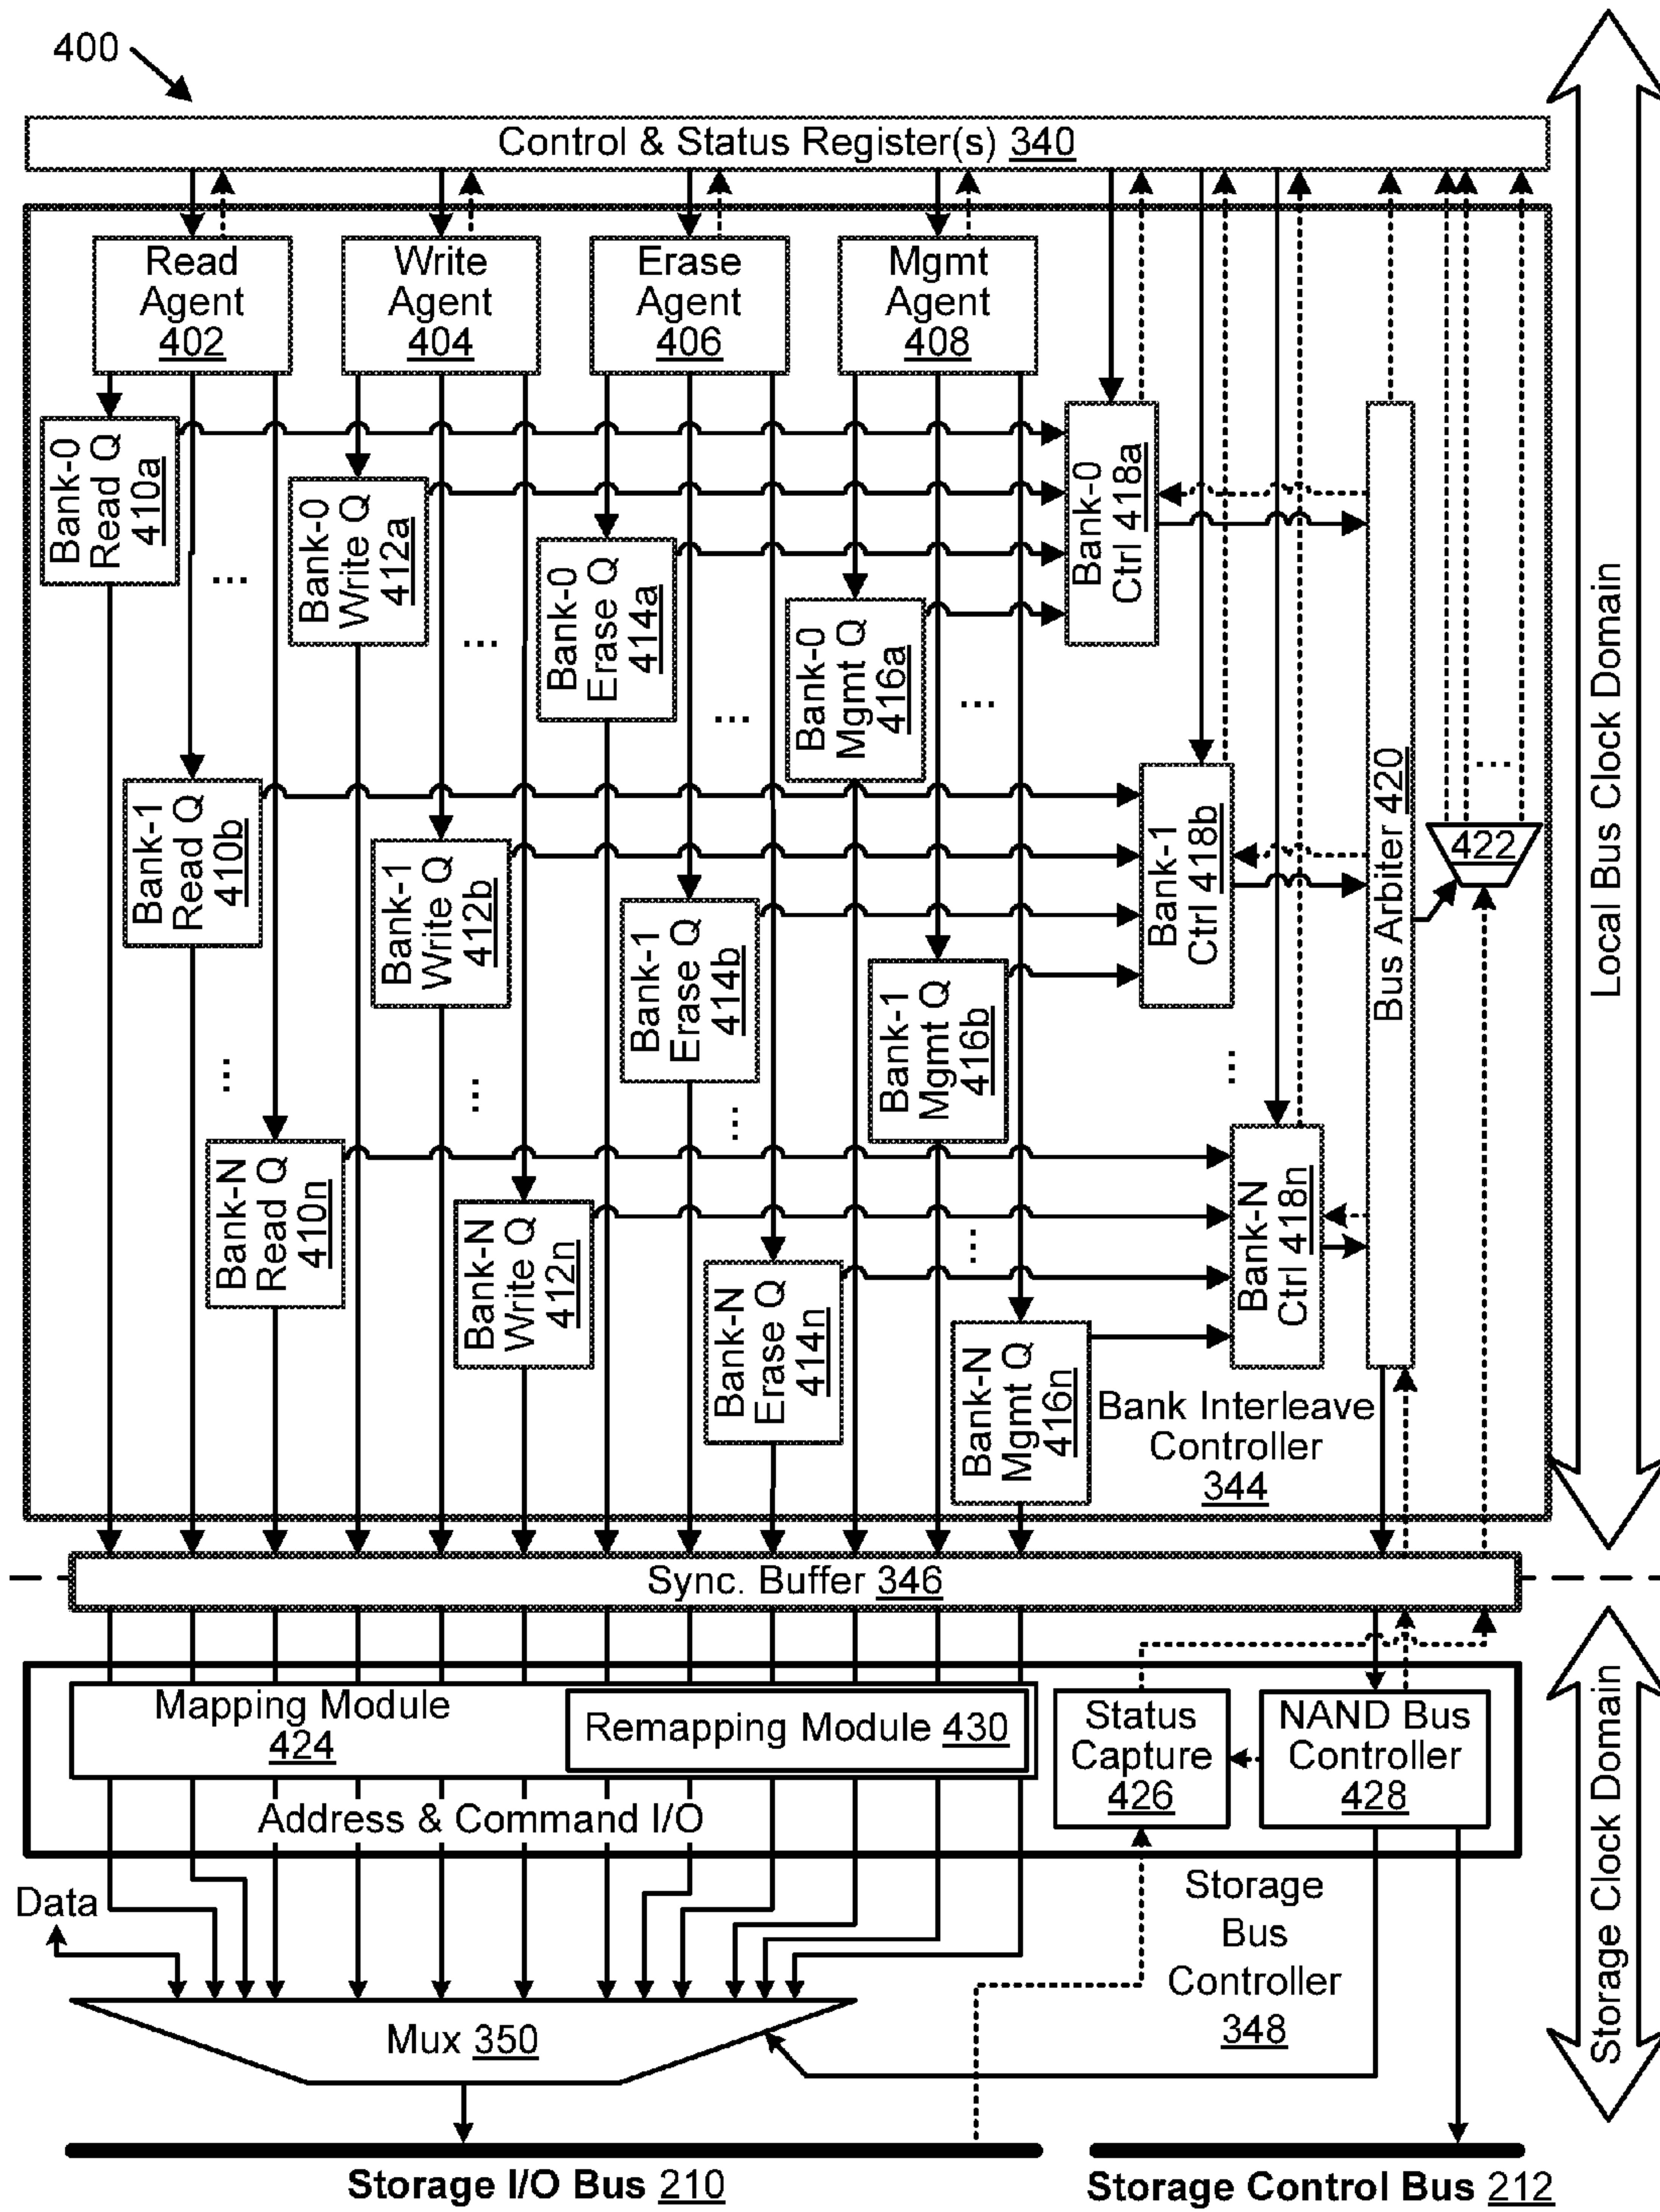 400
Control & Status Register(s) 340
Read
Agent
402
Write
Agent
404
Erase
Agent
406
Mgmt
Agent
408
Bank-0
Read Q
410a
Bank-0
Write Q
412a
Bank-0
Erase Q
414a
Bank-0
Mgmt Q
416a
Bank-0
Ctrl 418a
...
...
...
...
Bank-1
Read Q
410b
Bank-1
Write Q
412b
Bank-1
Erase Q
414b
Bank-1
Mgmt Q
416b
Bank-1
Ctrl 418b
Bus Arbiter 420
...
422
...
...
...
...
...
Bank-N
Read Q
410n
Bank-N
Write Q
412n
Bank-N
Erase Q
414n
Bank-N
Mgmt Q
416n
Bank-N
Ctrl 418n
Bank Interleave
Controller
344
Local Bus Clock Domain
Sync. Buffer 346
Mapping Module
424
Remapping Module 430
Status
Capture
426
NAND Bus
Controller
428
Address & Command I/O
Data
Storage
Bus
Controller
348
Mux 350
Storage Clock Domain
Storage I/O Bus 210
Storage Control Bus 212